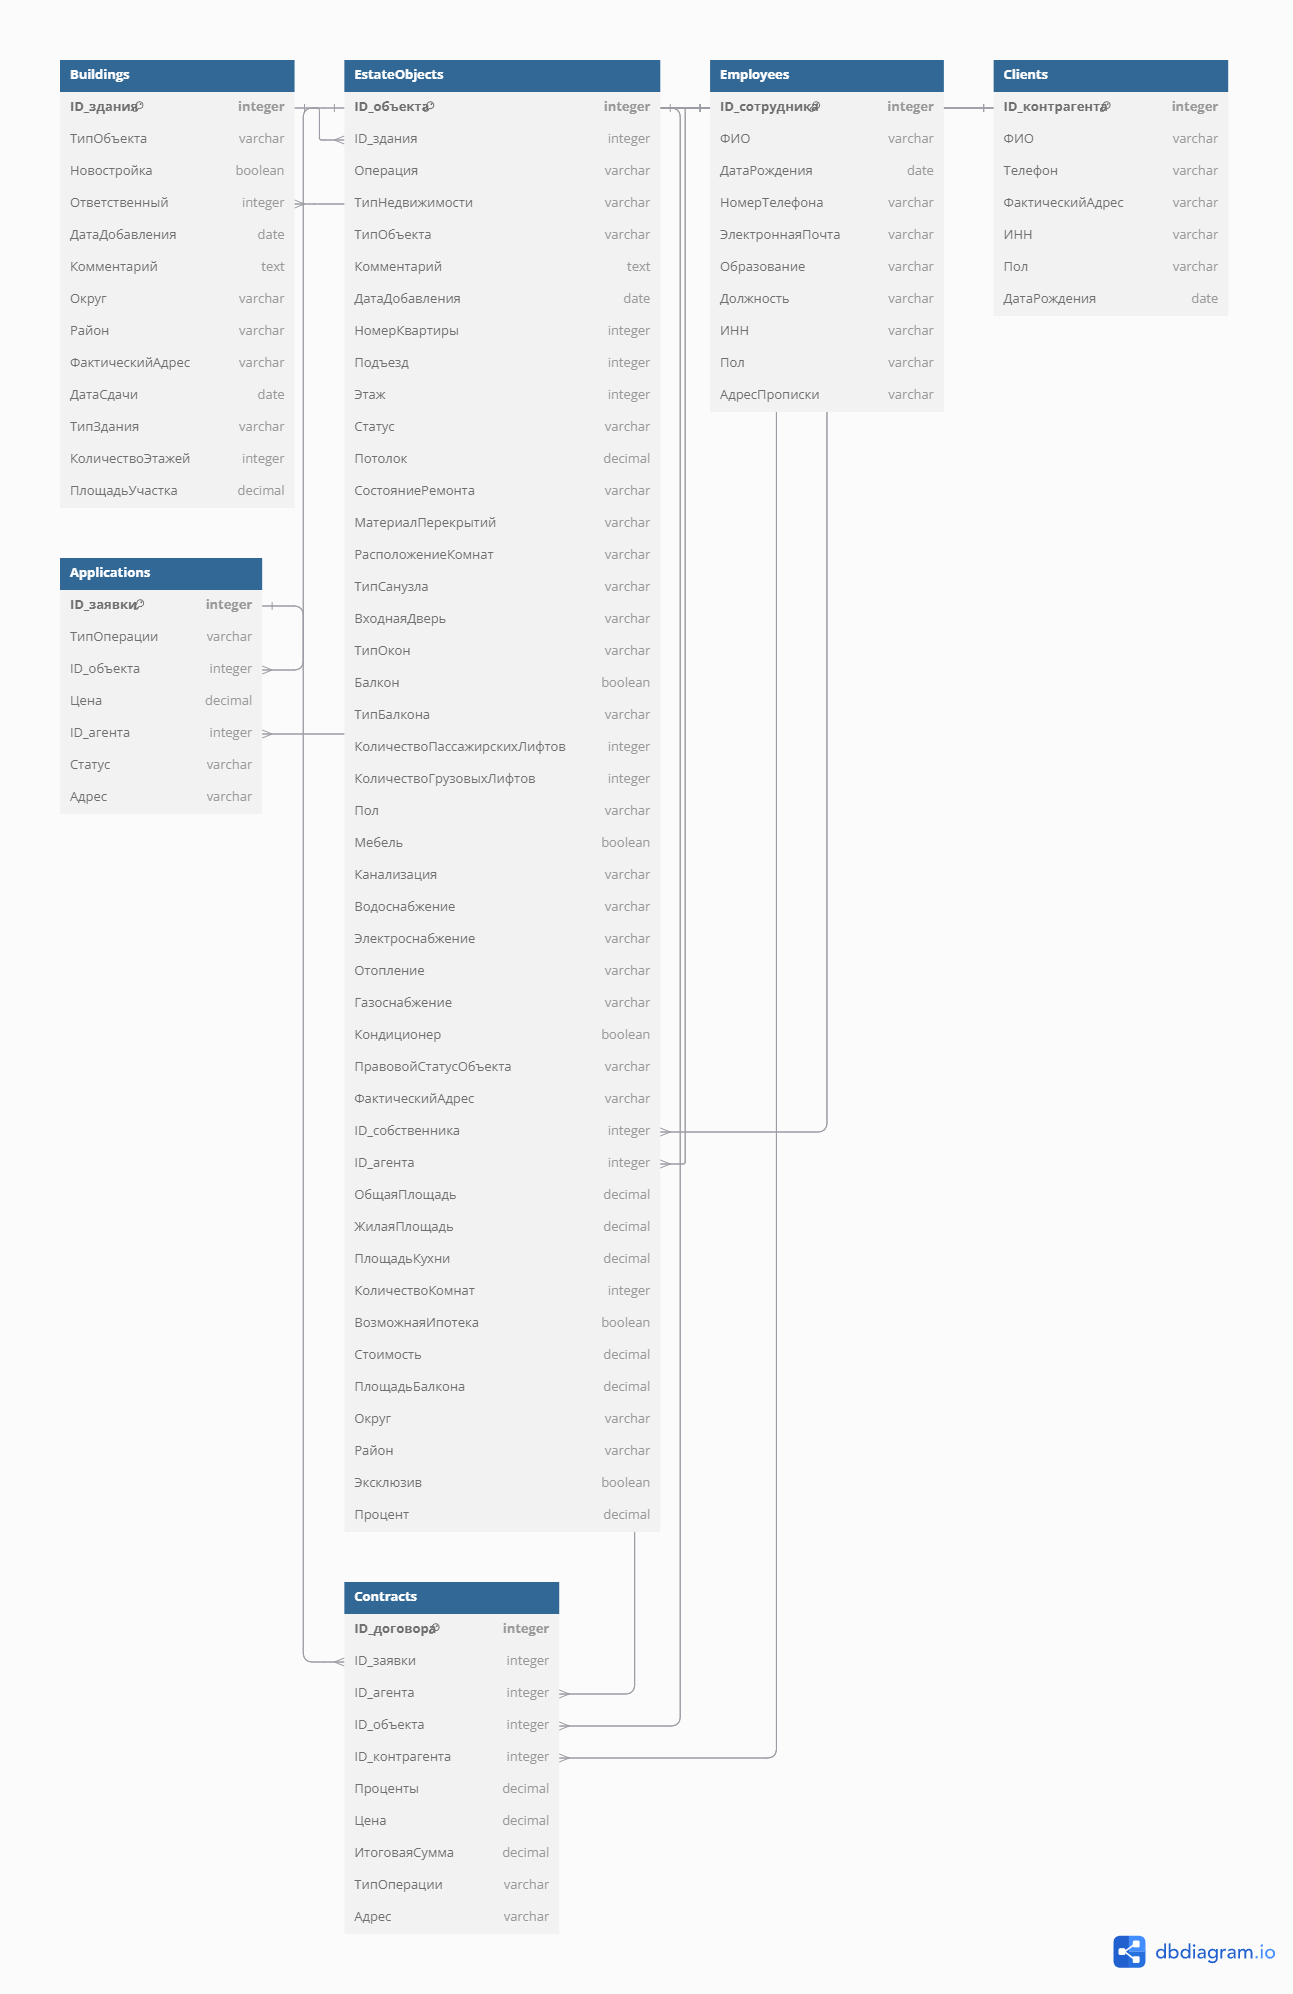 Buildings
ID_здания integer
ТипОбъекта varchar
Новостройка boolean
Ответственный integer
ДатаДобавления date
Комментарий text
Округ varchar
Район varchar
ФактическийАдрес varchar
ДатаСдачи date
ТипЗдания varchar
КоличествоЭтажей integer
ПлощадьУчастка decimal
Applications
ID_заявки integer
ТипОперации varchar
ID_объекта integer
Цена decimal
ID_агента integer
Статус varchar
Адрес varchar
EstateObjects
ID_объекта integer
ID_здания integer
Операция varchar
ТипНедвижимости varchar
ТипОбъекта varchar
Комментарий text
ДатаДобавления date
НомерКвартиры integer
Подъезд integer
Этаж integer
Статус varchar
Потолок decimal
СостояниеРемонта varchar
МатериалПерекрытий varchar
РасположениеКомнат varchar
ТипСанузла varchar
ВходнаяДверь varchar
ТипОкон varchar
Балкон boolean
ТипБалкона varchar
КоличествоПассажирскихЛифтов integer
КоличествоГрузовыхЛифтов integer
Пол varchar
Мебель boolean
Канализация varchar
Водоснабжение varchar
Электроснабжение varchar
Отопление varchar
Газоснабжение varchar
Кондиционер boolean
ПравовойСтатусОбъекта varchar
ФактическийАдрес varchar
ID_собственника integer
ID_агента integer
ОбщаяПлощадь decimal
ЖилаяПлощадь decimal
ПлощадьКухни decimal
КоличествоКомнат integer
ВозможнаяИпотека boolean
Стоимость decimal
ПлощадьБалкона decimal
Округ varchar
Район varchar
Эксклюзив boolean
Процент decimal
Contracts
ID_договора integer
ID_заявки integer
ID_агента integer
ID_объекта integer
ID_контрагента integer
Проценты decimal
Цена decimal
ИтоговаяСумма decimal
ТипОперации varchar
Адрес varchar
Employees
ID_сотрудника integer
ФИО varchar
ДатаРождения date
НомерТелефона varchar
ЭлектроннаяПочта varchar
Образование varchar
Должность varchar
ИНН varchar
Пол varchar
АдресПрописки varchar
Clients
ID_контрагента integer
ФИО varchar
Телефон varchar
ФактическийАдрес varchar
ИНН varchar
Пол varchar
ДатаРождения date
dbdiagram.io